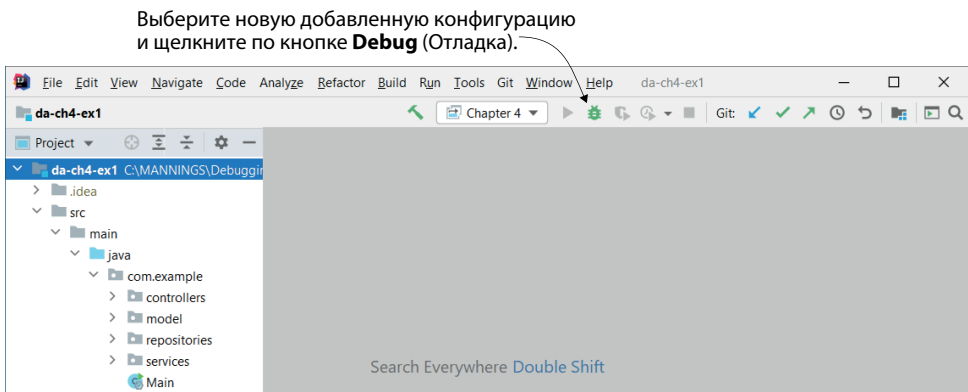 Выберите новую добавленную конфигурацию
и щелкните по кнопке Debug (Отладка).
File Edit View Navigate Code Analyze Refactor Build Run Tools Git Window Help da-ch4-ex1
da-ch4-ex1 Chapter 4 Git:
Project
da-ch4-ex1 C:\MANNINGS\Debuggin
.idea
src
main
java
com.example
controllers
model
repositories
services
Main
Search Everywhere Double Shift